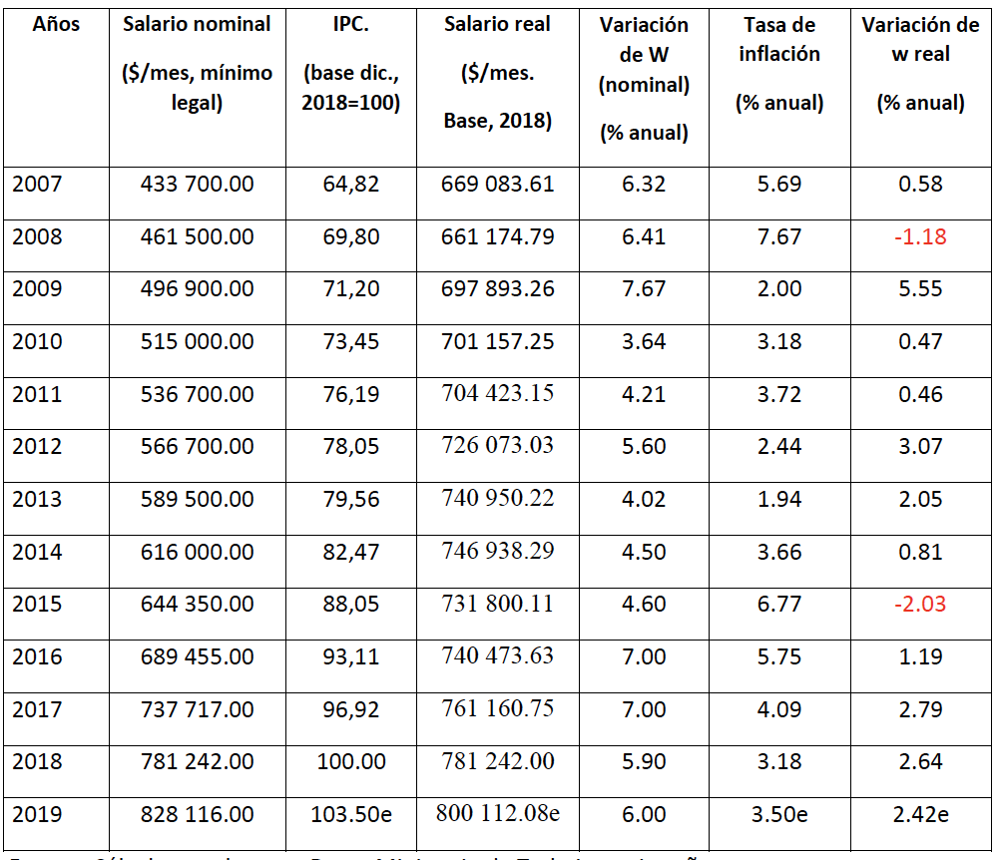 Años Salario nominal IPC. Salario real Variación Tasa de Variación de
($/mes, mínimo (base dic., ($/mes. de W inflación w real
legal) 2018=100) Base, 2018) (nominal) (% anual) (% anual)
(% anual)
2007 433 700.00 64,82 669 083.61 6.32 5.69 0.58
2008 461 500.00 69,80 661 174.79 6.41 7.67 -1.18
2009 496 900.00 71,20 697 893.26 7.67 2.00 5.55
2010 515 000.00 73,45 701 157.25 3.64 3.18 0.47
2011 536 700.00 76,19 704 423.15 4.21 3.72 0.46
2012 566 700.00 78,05 726 073.03 5.60 2.44 3.07
2013 589 500.00 79,56 740 950.22 4.02 1.94 2.05
2014 616 000.00 82,47 746 938.29 4.50 3.66 0.81
2015 644 350.00 88,05 731 800.11 4.60 6.77 -2.03
2016 689 455.00 93,11 740 473.63 7.00 5.75 1.19
2017 737 717.00 96,92 761 160.75 7.00 4.09 2.79
2018 781 242.00 100.00 781 242.00 5.90 3.18 2.64
2019 828 116.00 103.50e 800 112.08e 6.00 3.50e 2.42e